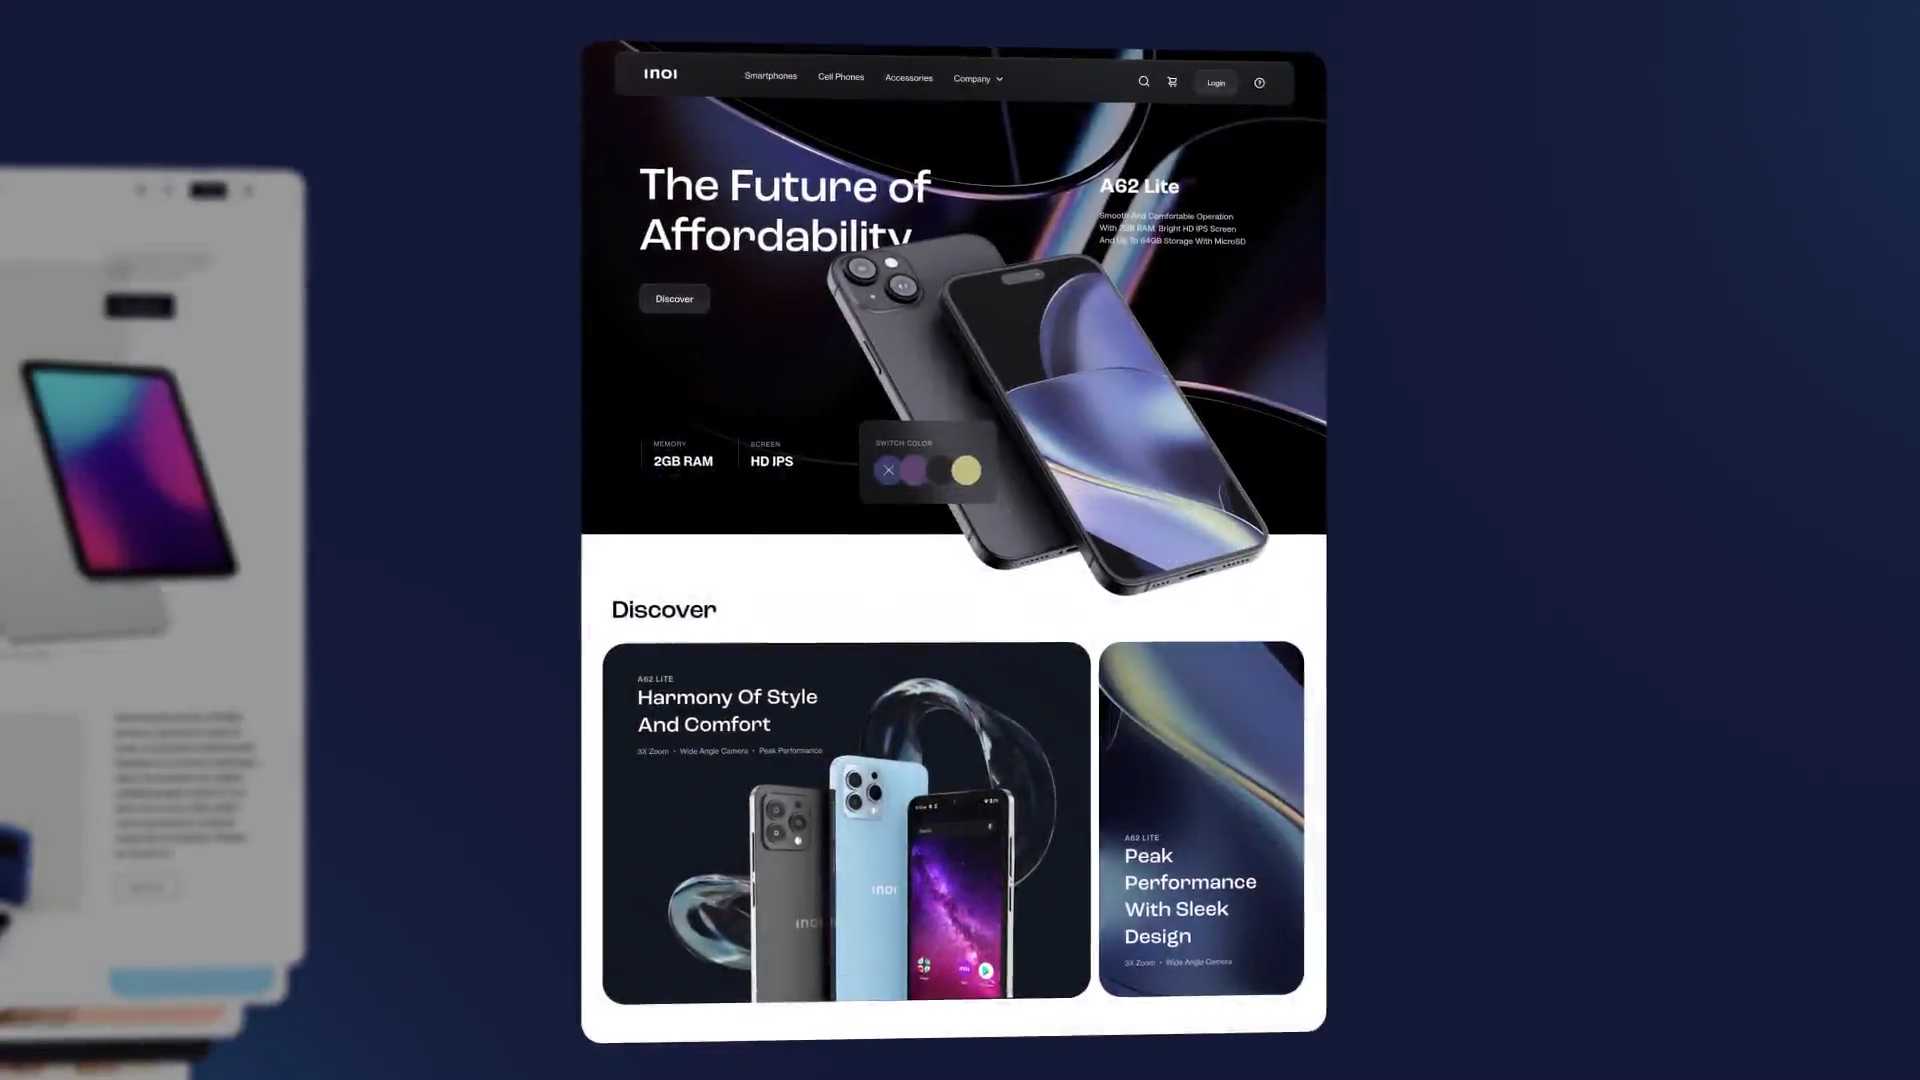 INOI
Smartphones
Cell Phones
Accessories
Company
Login
The Future of
Affordability
Discover
A62 Lite
Smooth And Comfortable Operation
With 2GB RAM. Bright HD IPS Screen
And Up To 64GB Storage With MicroSD
MEMORY
2GB RAM
SCREEN
HD IPS
SWITCH COLOR
Discover
A62 LITE
Harmony Of Style
And Comfort
3X Zoom • Wide Angle Camera • Peak Performance
inoi
inoi
A62 LITE
Peak
Performance
With Sleek
Design
3X Zoom • Wide Angle Camera